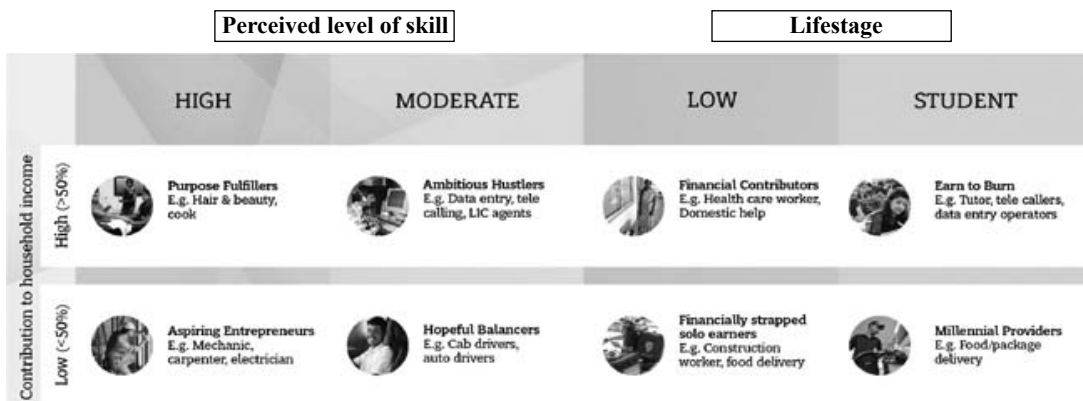 Perceived level of skill
Lifestage
HIGH
MODERATE
LOW
STUDENT
Contribution to household income
High (>50%)
Purpose Fulfillers
E.g. Hair & beauty,
cook
Ambitious Hustlers
E.g. Data entry, tele
calling, LIC agents
Financial Contributors
E.g. Health care worker,
Domestic help
Earn to Burn
E.g. Tutor, tele callers,
data entry operators
Low (<50%)
Aspiring Entrepreneurs
E.g. Mechanic,
carpenter, electrician
Hopeful Balancers
E.g. Cab drivers,
auto drivers
Financially strapped
solo earners
E.g. Construction
worker, food delivery
Millennial Providers
E.g. Food/package
delivery